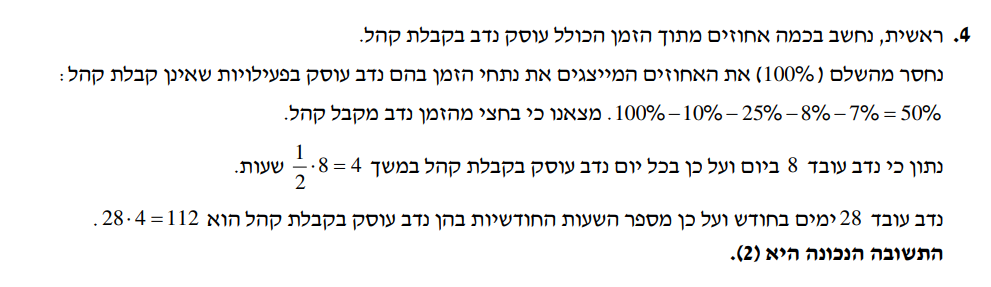 4. ראשית, נחשב בכמה אחוזים מתוך הזמן הכולל עוסק נדב בקבלת קהל.
נחסר מהשלם (100%) את האחוזים המייצגים את נתחי הזמן בהם נדב עוסק בפעילויות שאינן קבלת קהל:
100% – 10% – 25% – 8% – 7% = 50%. מצאנו כי בחצי מהזמן נדב מקבל קהל.
נתון כי נדב עובד 8 ביום ועל כן בכל יום נדב עוסק בקבלת קהל במשך 1/2 · 8 = 4 שעות.
נדב עובד 28 ימים בחודש ועל כן מספר השעות החודשיות בהן נדב עוסק בקבלת קהל הוא 28 · 4 = 112.
התשובה הנכונה היא (2).